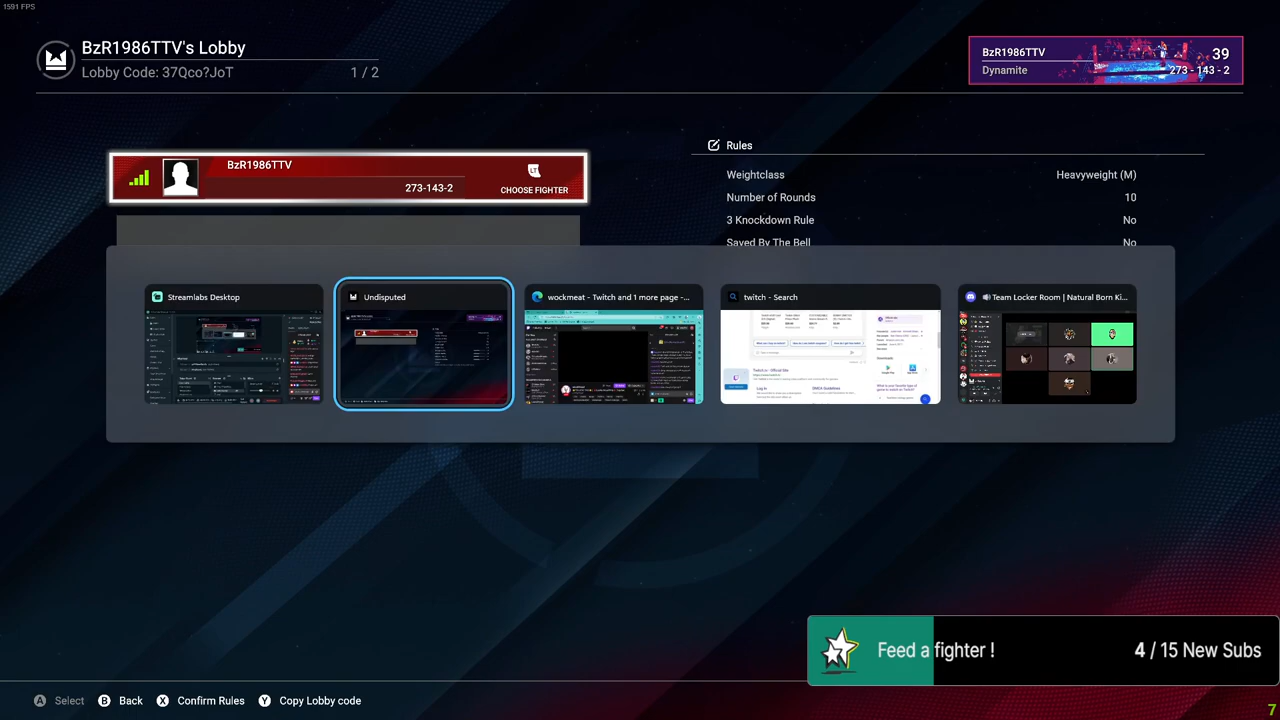 1591 FPS
BzR1986TTV's Lobby
Lobby Code: 37Qco?JoT
1 / 2
BzR1986TTV
39
Dynamite
273 - 143 - 2
Rules
BzR1986TTV
273-143-2
LT
CHOOSE FIGHTER
Weightclass
Heavyweight (M)
Number of Rounds
10
3 Knockdown Rule
No
Saved By The Bell
No
Streamlabs Desktop
Undisputed
wockmeat - Twitch and 1 more page -...
twitch - Search
Team Locker Room | Natural Born Ki...
Feed a fighter !
4 / 15 New Subs
A Select
B Back
X Confirm Rules
Y Copy Lobby code
7